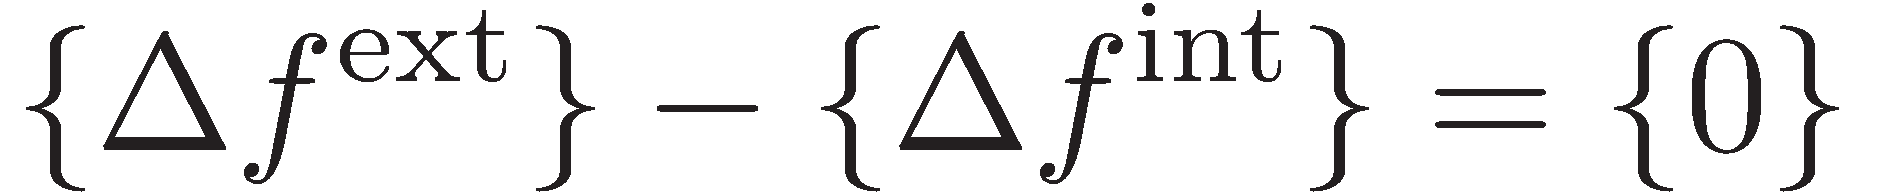 {Δf^ext} − {Δf^int} = {0}